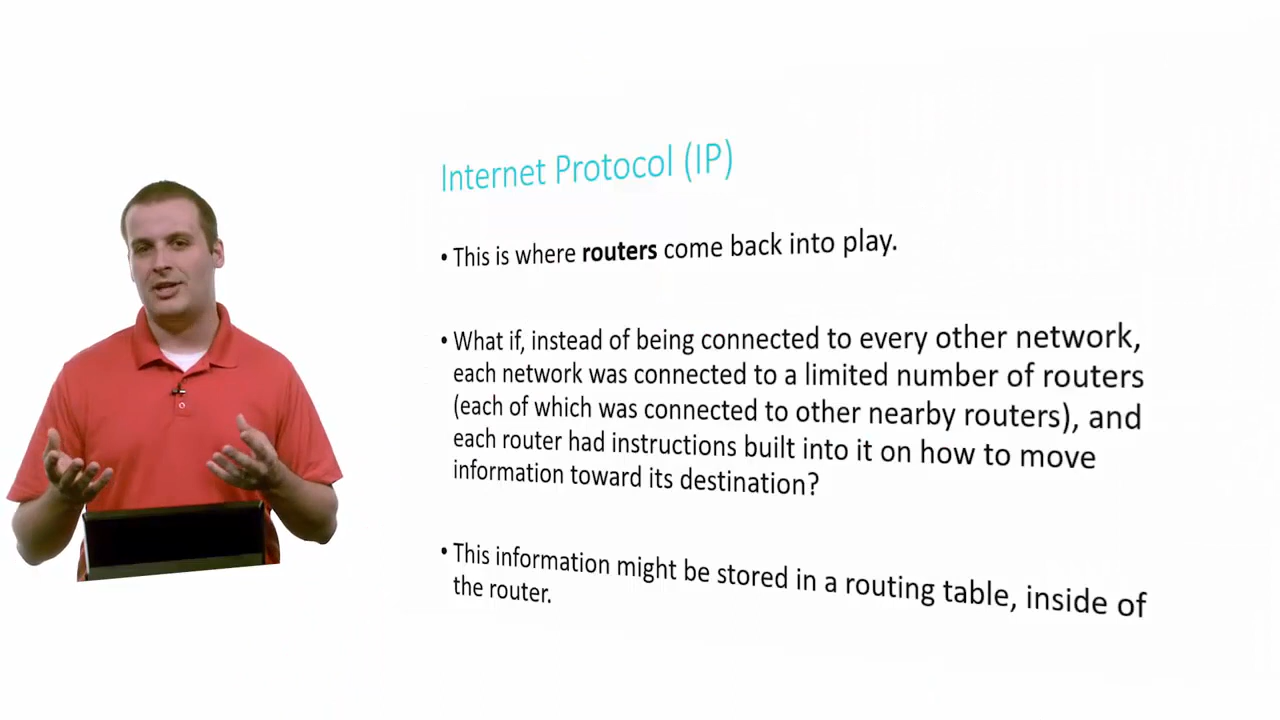 Internet Protocol (IP)
• This is where routers come back into play.
• What if, instead of being connected to every other network,
each network was connected to a limited number of routers
(each of which was connected to other nearby routers), and
each router had instructions built into it on how to move
information toward its destination?
• This information might be stored in a routing table, inside of
the router.